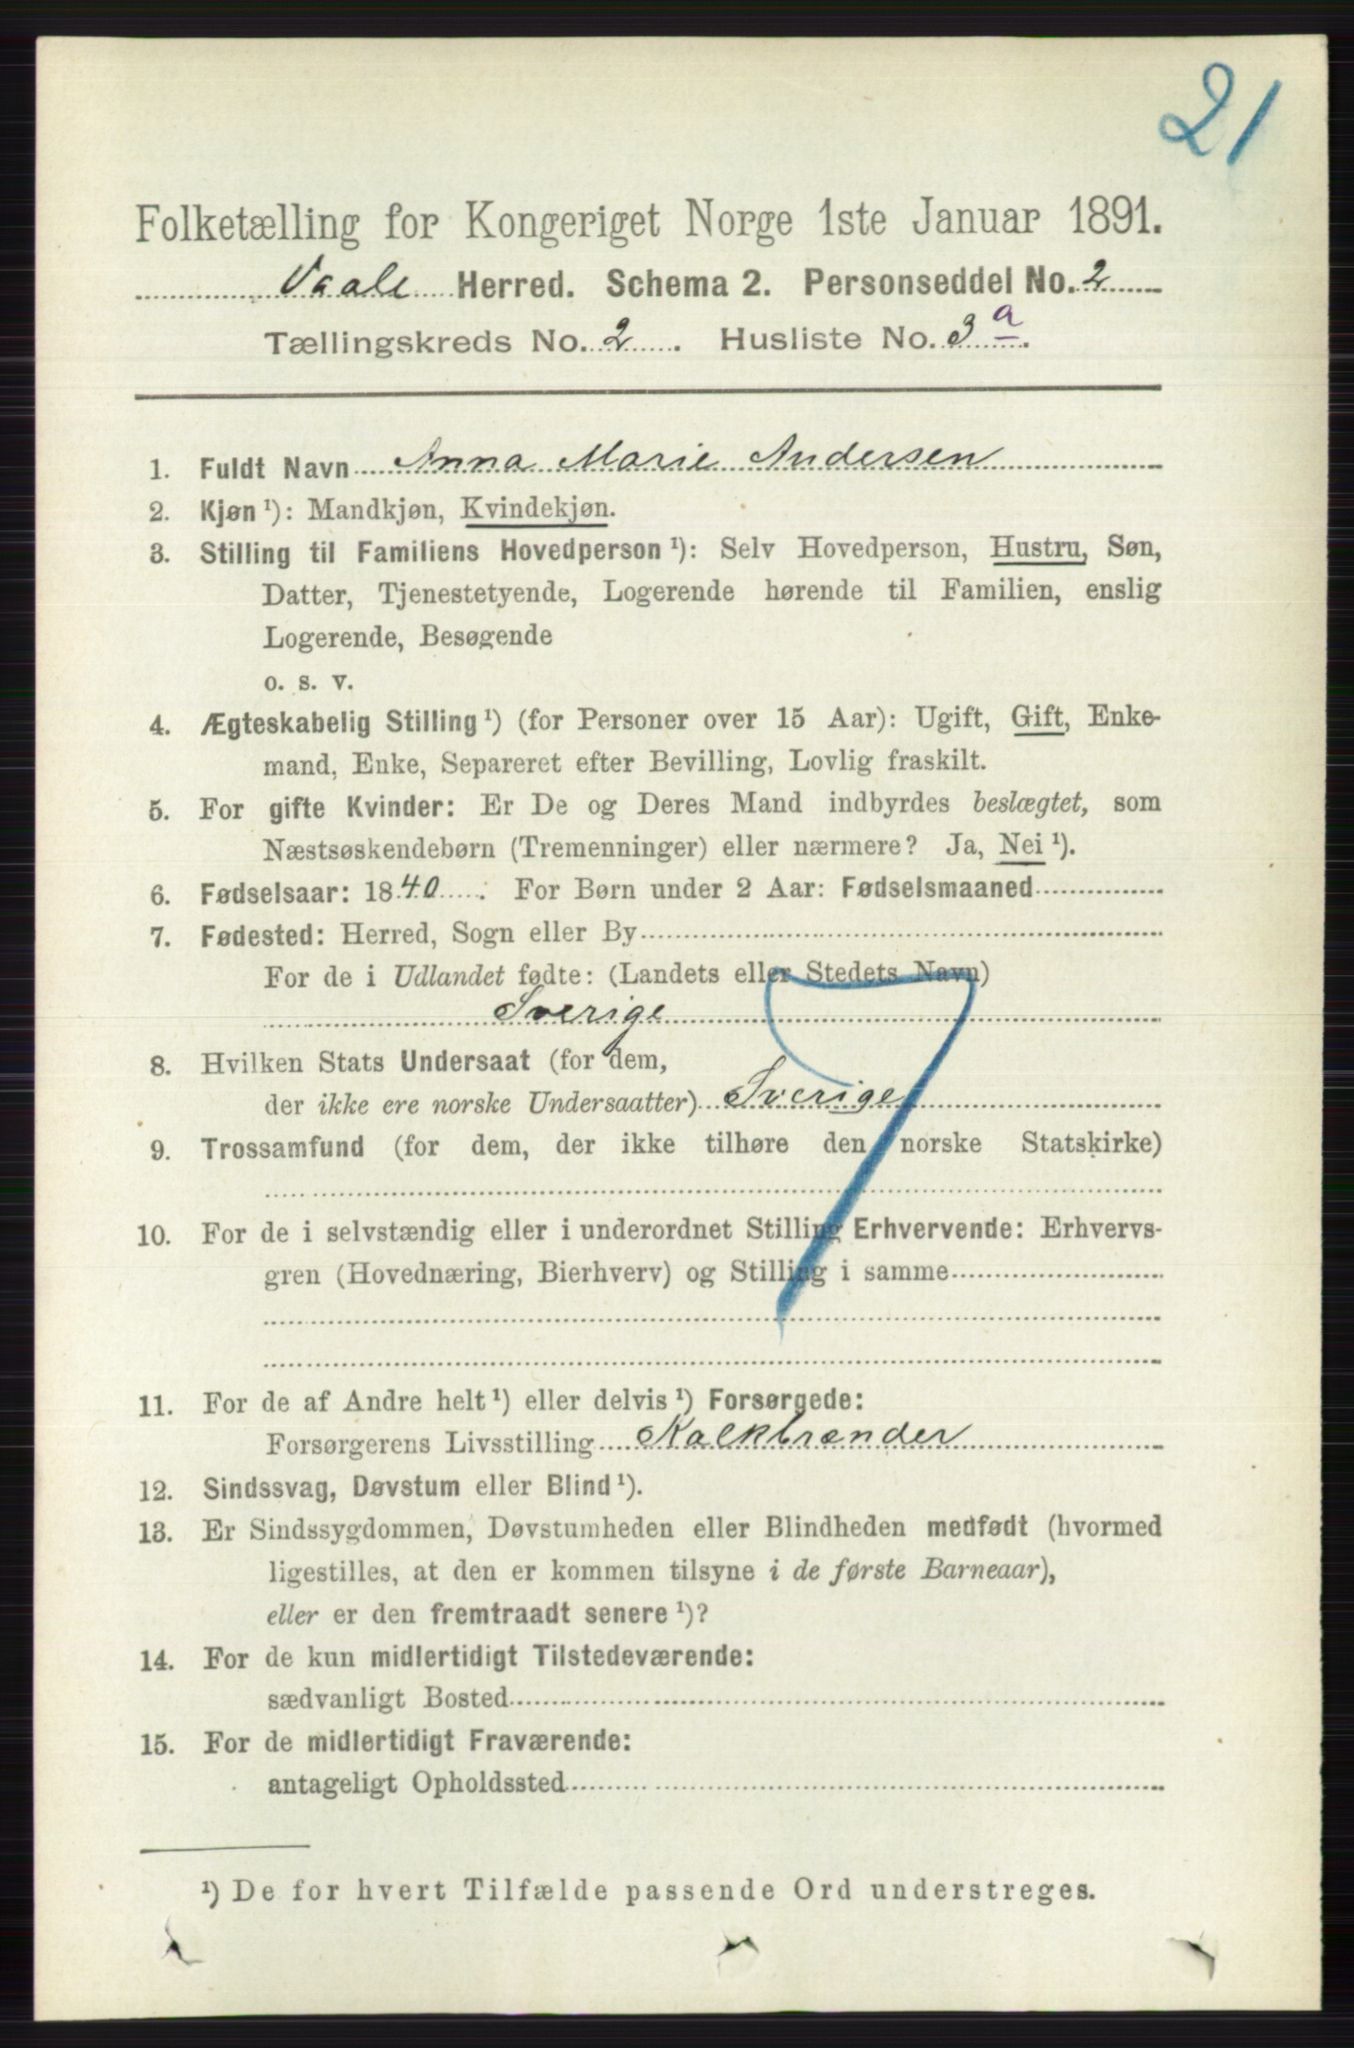 21
Folketælling for Kongeriget Norge 1ste Januar 1891.
Vaale Herred. Schema 2. Personseddel No. 2
Tællingskreds No. 2. Husliste No. 3 a.
1. Fuldt Navn Anna Marie Andersen
2. Kjøn ¹): Mandkjøn, Kvindekjøn.
3. Stilling til Familiens Hovedperson ¹): Selv Hovedperson, Hustru, Søn,
Datter, Tjenestetyende, Logerende hørende til Familien, enslig
Logerende, Besøgende
o. s. v.
4. Ægteskabelig Stilling ¹) (for Personer over 15 Aar): Ugift, Gift, Enke-
mand, Enke, Separeret efter Bevilling, Lovlig fraskilt.
5. For gifte Kvinder: Er De og Deres Mand indbyrdes beslægtet, som
Næstsøskendebørn (Tremenninger) eller nærmere? Ja, Nei ¹).
6. Fødselsaar: 1840. For Børn under 2 Aar: Fødselsmaaned
7. Fødested: Herred, Sogn eller By
For de i Udlandet fødte: (Landets eller Stedets Navn)
Sverige
8. Hvilken Stats Undersaat (for dem,
der ikke ere norske Undersaatter) Sverige
9. Trossamfund (for dem, der ikke tilhøre den norske Statskirke)
10. For de i selvstændig eller i underordnet Stilling Erhvervende: Erhvervs-
gren (Hovednæring, Bierhverv) og Stilling i samme
11. For de af Andre helt ¹) eller delvis ¹) Forsørgede:
Forsørgerens Livsstilling Kalkbrænder
12. Sindssvag, Døvstum eller Blind ¹).
13. Er Sindssygdommen, Døvstumheden eller Blindheden medfødt (hvormed
ligestilles, at den er kommen tilsyne i de første Barneaar),
eller er den fremtraadt senere ¹)?
14. For de kun midlertidigt Tilstedeværende:
sædvanligt Bosted
15. For de midlertidigt Fraværende:
antageligt Opholdssted
¹) De for hvert Tilfælde passende Ord understreges.